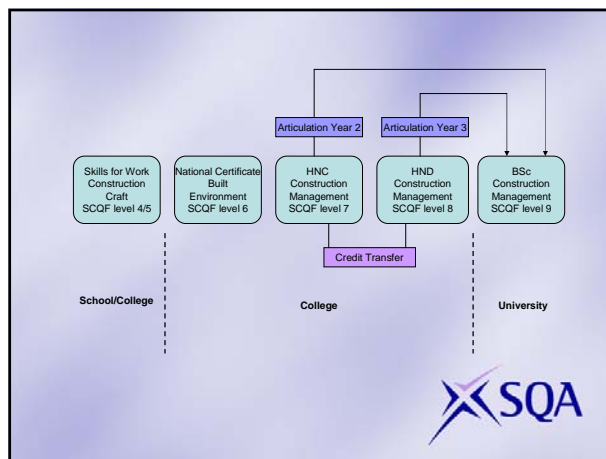 Articulation Year 2
Articulation Year 3
Skills for Work
Construction
Craft
SCQF level 4/5
National Certificate
Built
Environment
SCQF level 6
HNC
Construction
Management
SCQF level 7
HND
Construction
Management
SCQF level 8
BSc
Construction
Management
SCQF level 9
Credit Transfer
School/College
College
University
SQA